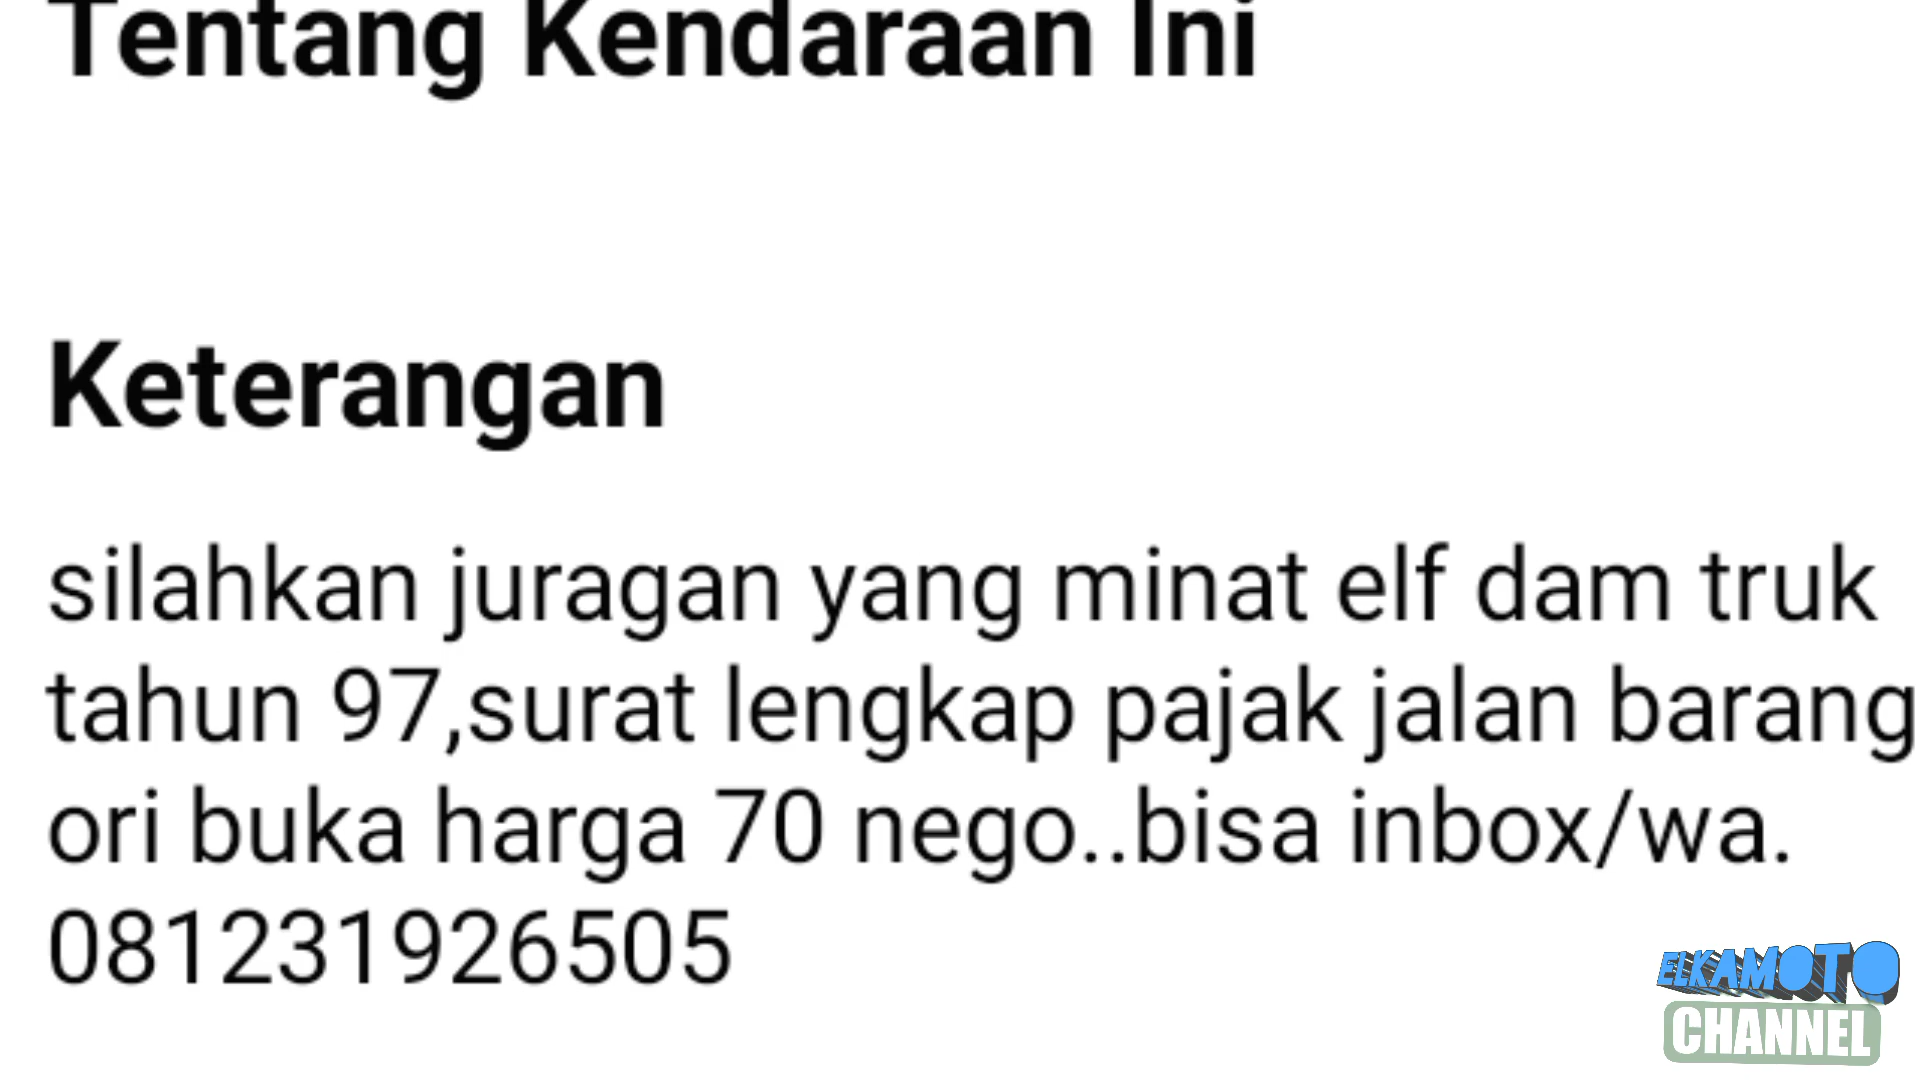 Tentang Kendaraan Ini
Keterangan
silahkan juragan yang minat elf dam truk
tahun 97,surat lengkap pajak jalan barang
ori buka harga 70 nego..bisa inbox/wa.
081231926505
ELKAMOTO
CHANNEL